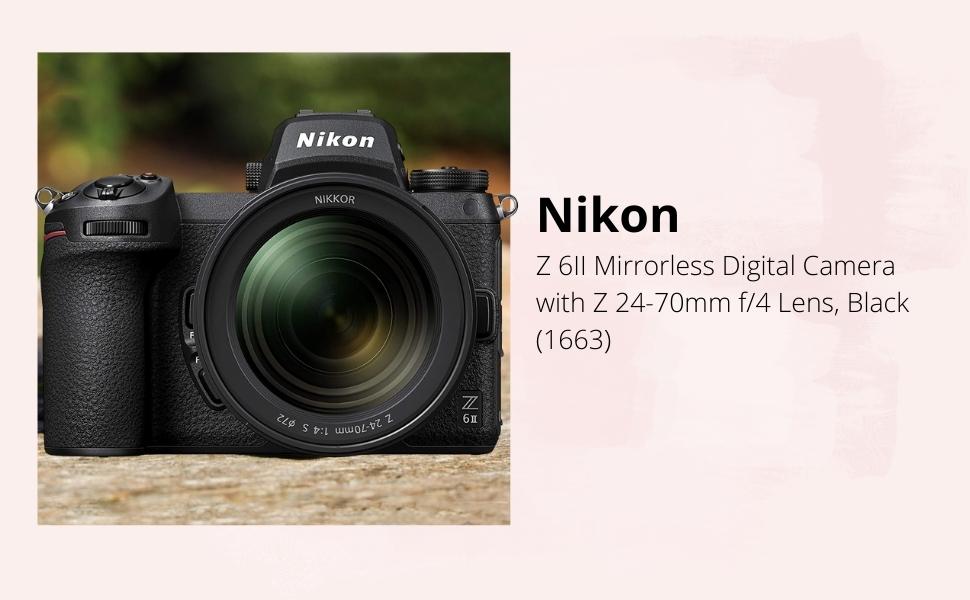 Nikon
NIKKOR
Z 24-70mm 1:4 S ø72
Z
6II
Nikon
Z 6II Mirrorless Digital Camera
with Z 24-70mm f/4 Lens, Black
(1663)